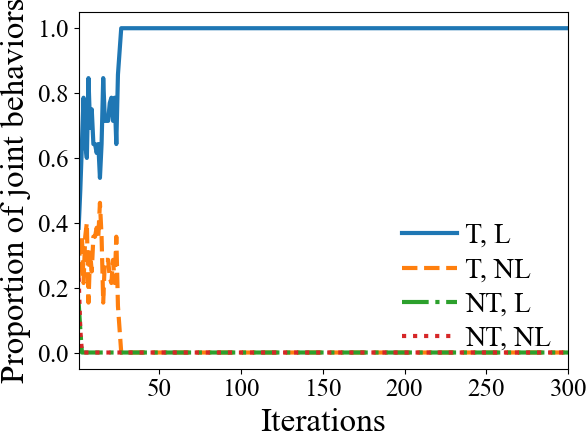 Proportion of joint behaviors
1.0
0.8
0.6
0.4
0.2
0.0
T, L
T, NL
NT, L
NT, NL
50 100 150 200 250 300
Iterations